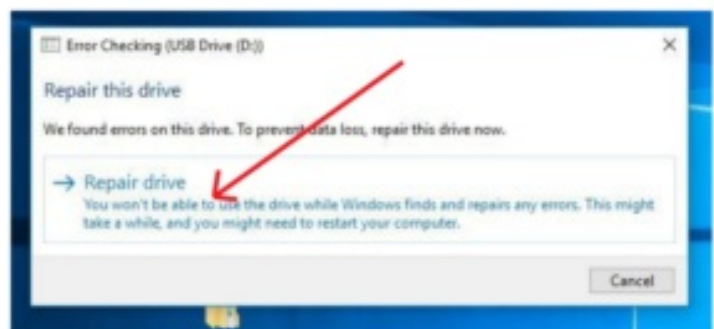 Error Checking (USB Drive (D:))
Repair this drive
We found errors on this drive. To prevent data loss, repair this drive now.
Repair drive
You won't be able to use the drive while Windows finds and repairs any errors. This might
take a while, and you might need to restart your computer.
Cancel